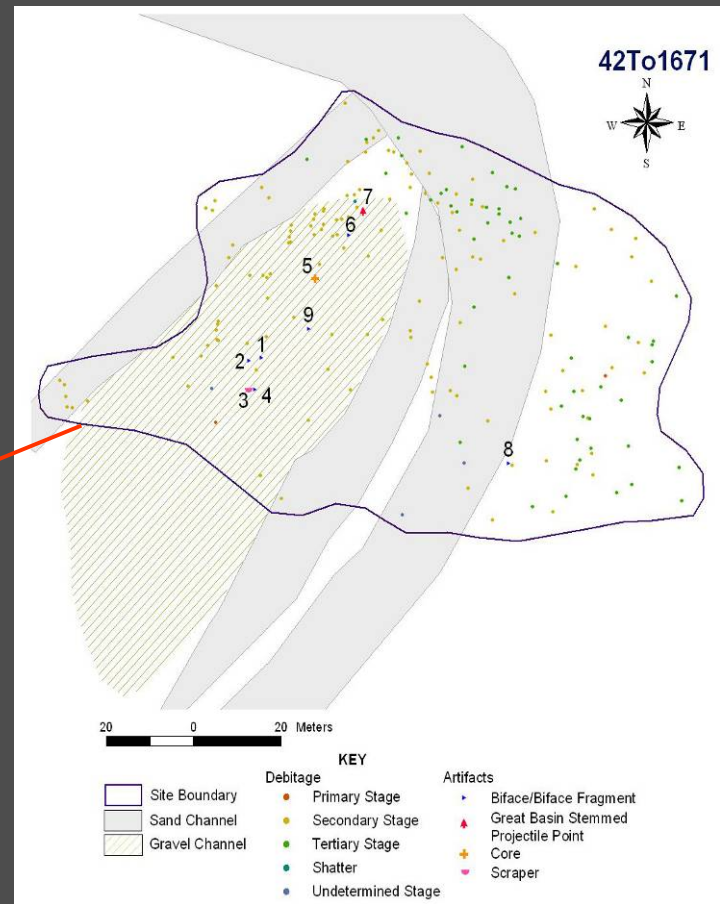 42To1671
N
W E
S
7
6
5
9
1
2
3 4
8
20 0 20 Meters
KEY
Site Boundary
Sand Channel
Gravel Channel
Debitage
Primary Stage
Secondary Stage
Tertiary Stage
Shatter
Undetermined Stage
Artifacts
Biface/Biface Fragment
Great Basin Stemmed
Projectile Point
Core
Scraper